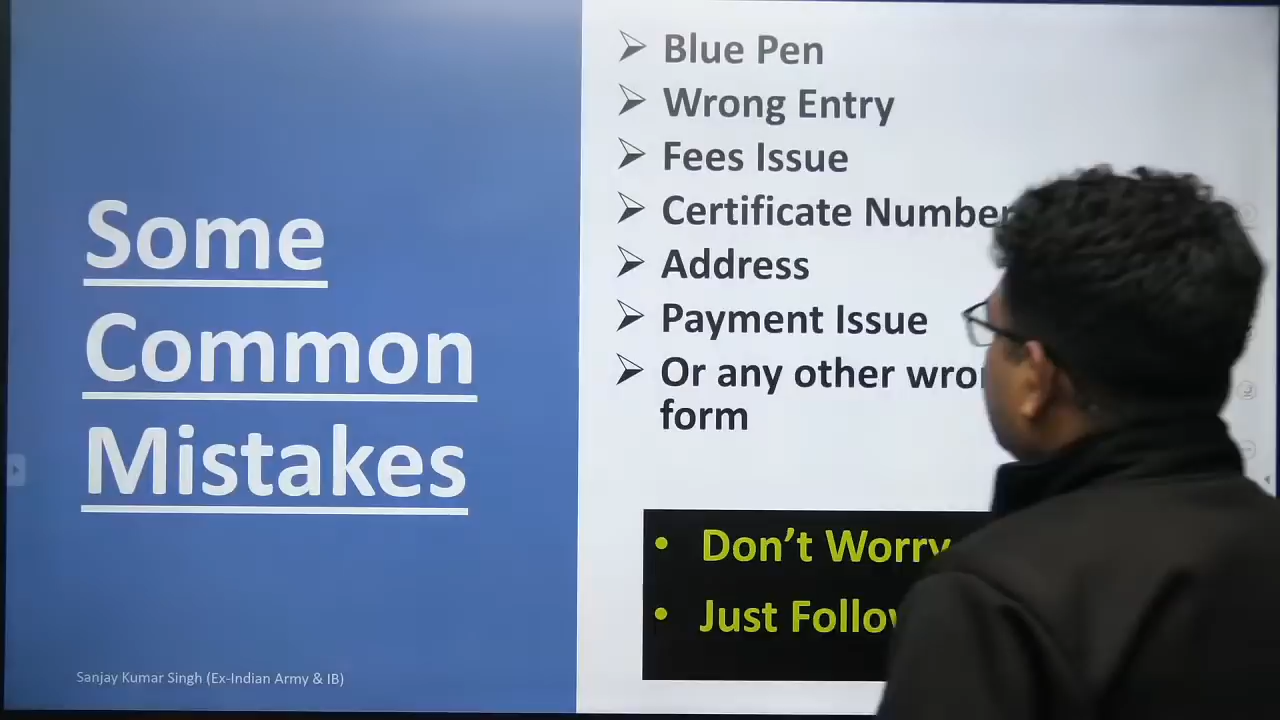 Some
Common
Mistakes
Sanjay Kumar Singh (Ex-Indian Army & IB)
➢ Blue Pen
➢ Wrong Entry
➢ Fees Issue
➢ Certificate Number
➢ Address
➢ Payment Issue
➢ Or any other
form
• Don’t Worry
• Just